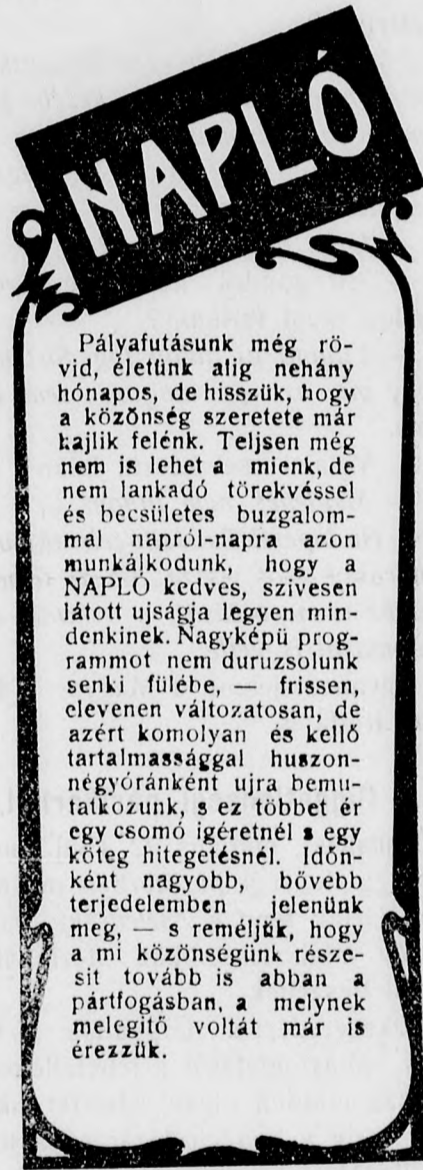 NAPLÓ
Pályafutásunk még rö-
vid, életünk alig nehány
hónapos, de hisszük, hogy
a közönség szeretete már
hajlik felénk. Teljsen még
nem is lehet a mienk, de
nem lankadó törekvéssel
és becsületes buzgalom-
mal napról-napra azon
munkálkodunk, hogy a
NAPLÓ kedves, szivesen
látott ujságja legyen min-
denkinek. Nagyképü prog-
rammot nem duruzsolunk
senki fülébe, — frissen,
elevenen változatosan, de
azért komolyan és kellő
tartalmassággal huszon-
négyóránként ujra bemu-
tatkozunk, s ez többet ér
egy csomó igéretnél s egy
köteg hitegetésnél. Időn-
ként nagyobb, bővebb
terjedelemben jelenünk
meg, — s reméljük, hogy
a mi közönségünk része-
sit tovább is abban a
pártfogásban, a melynek
melegitő voltát már is
érezzük.